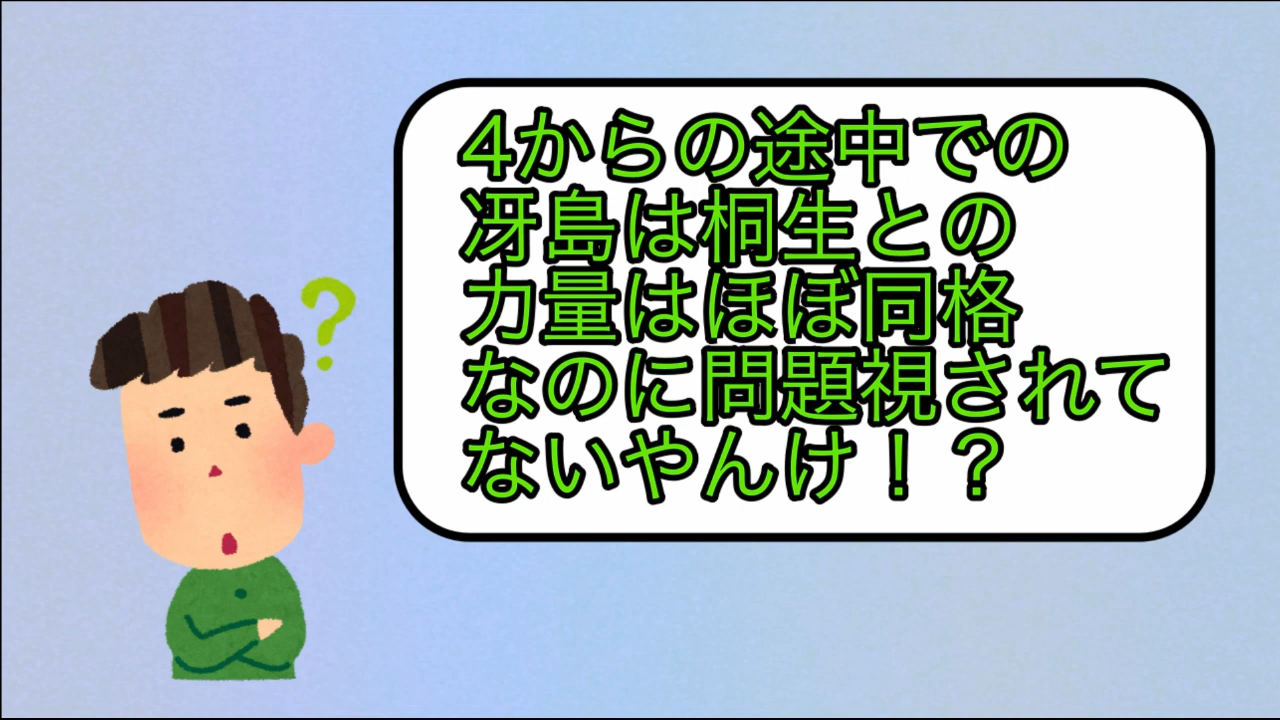 4からの途中での
冴島は桐生との
力量はほぼ同格
なのに問題視されて
ないやんけ！？
?